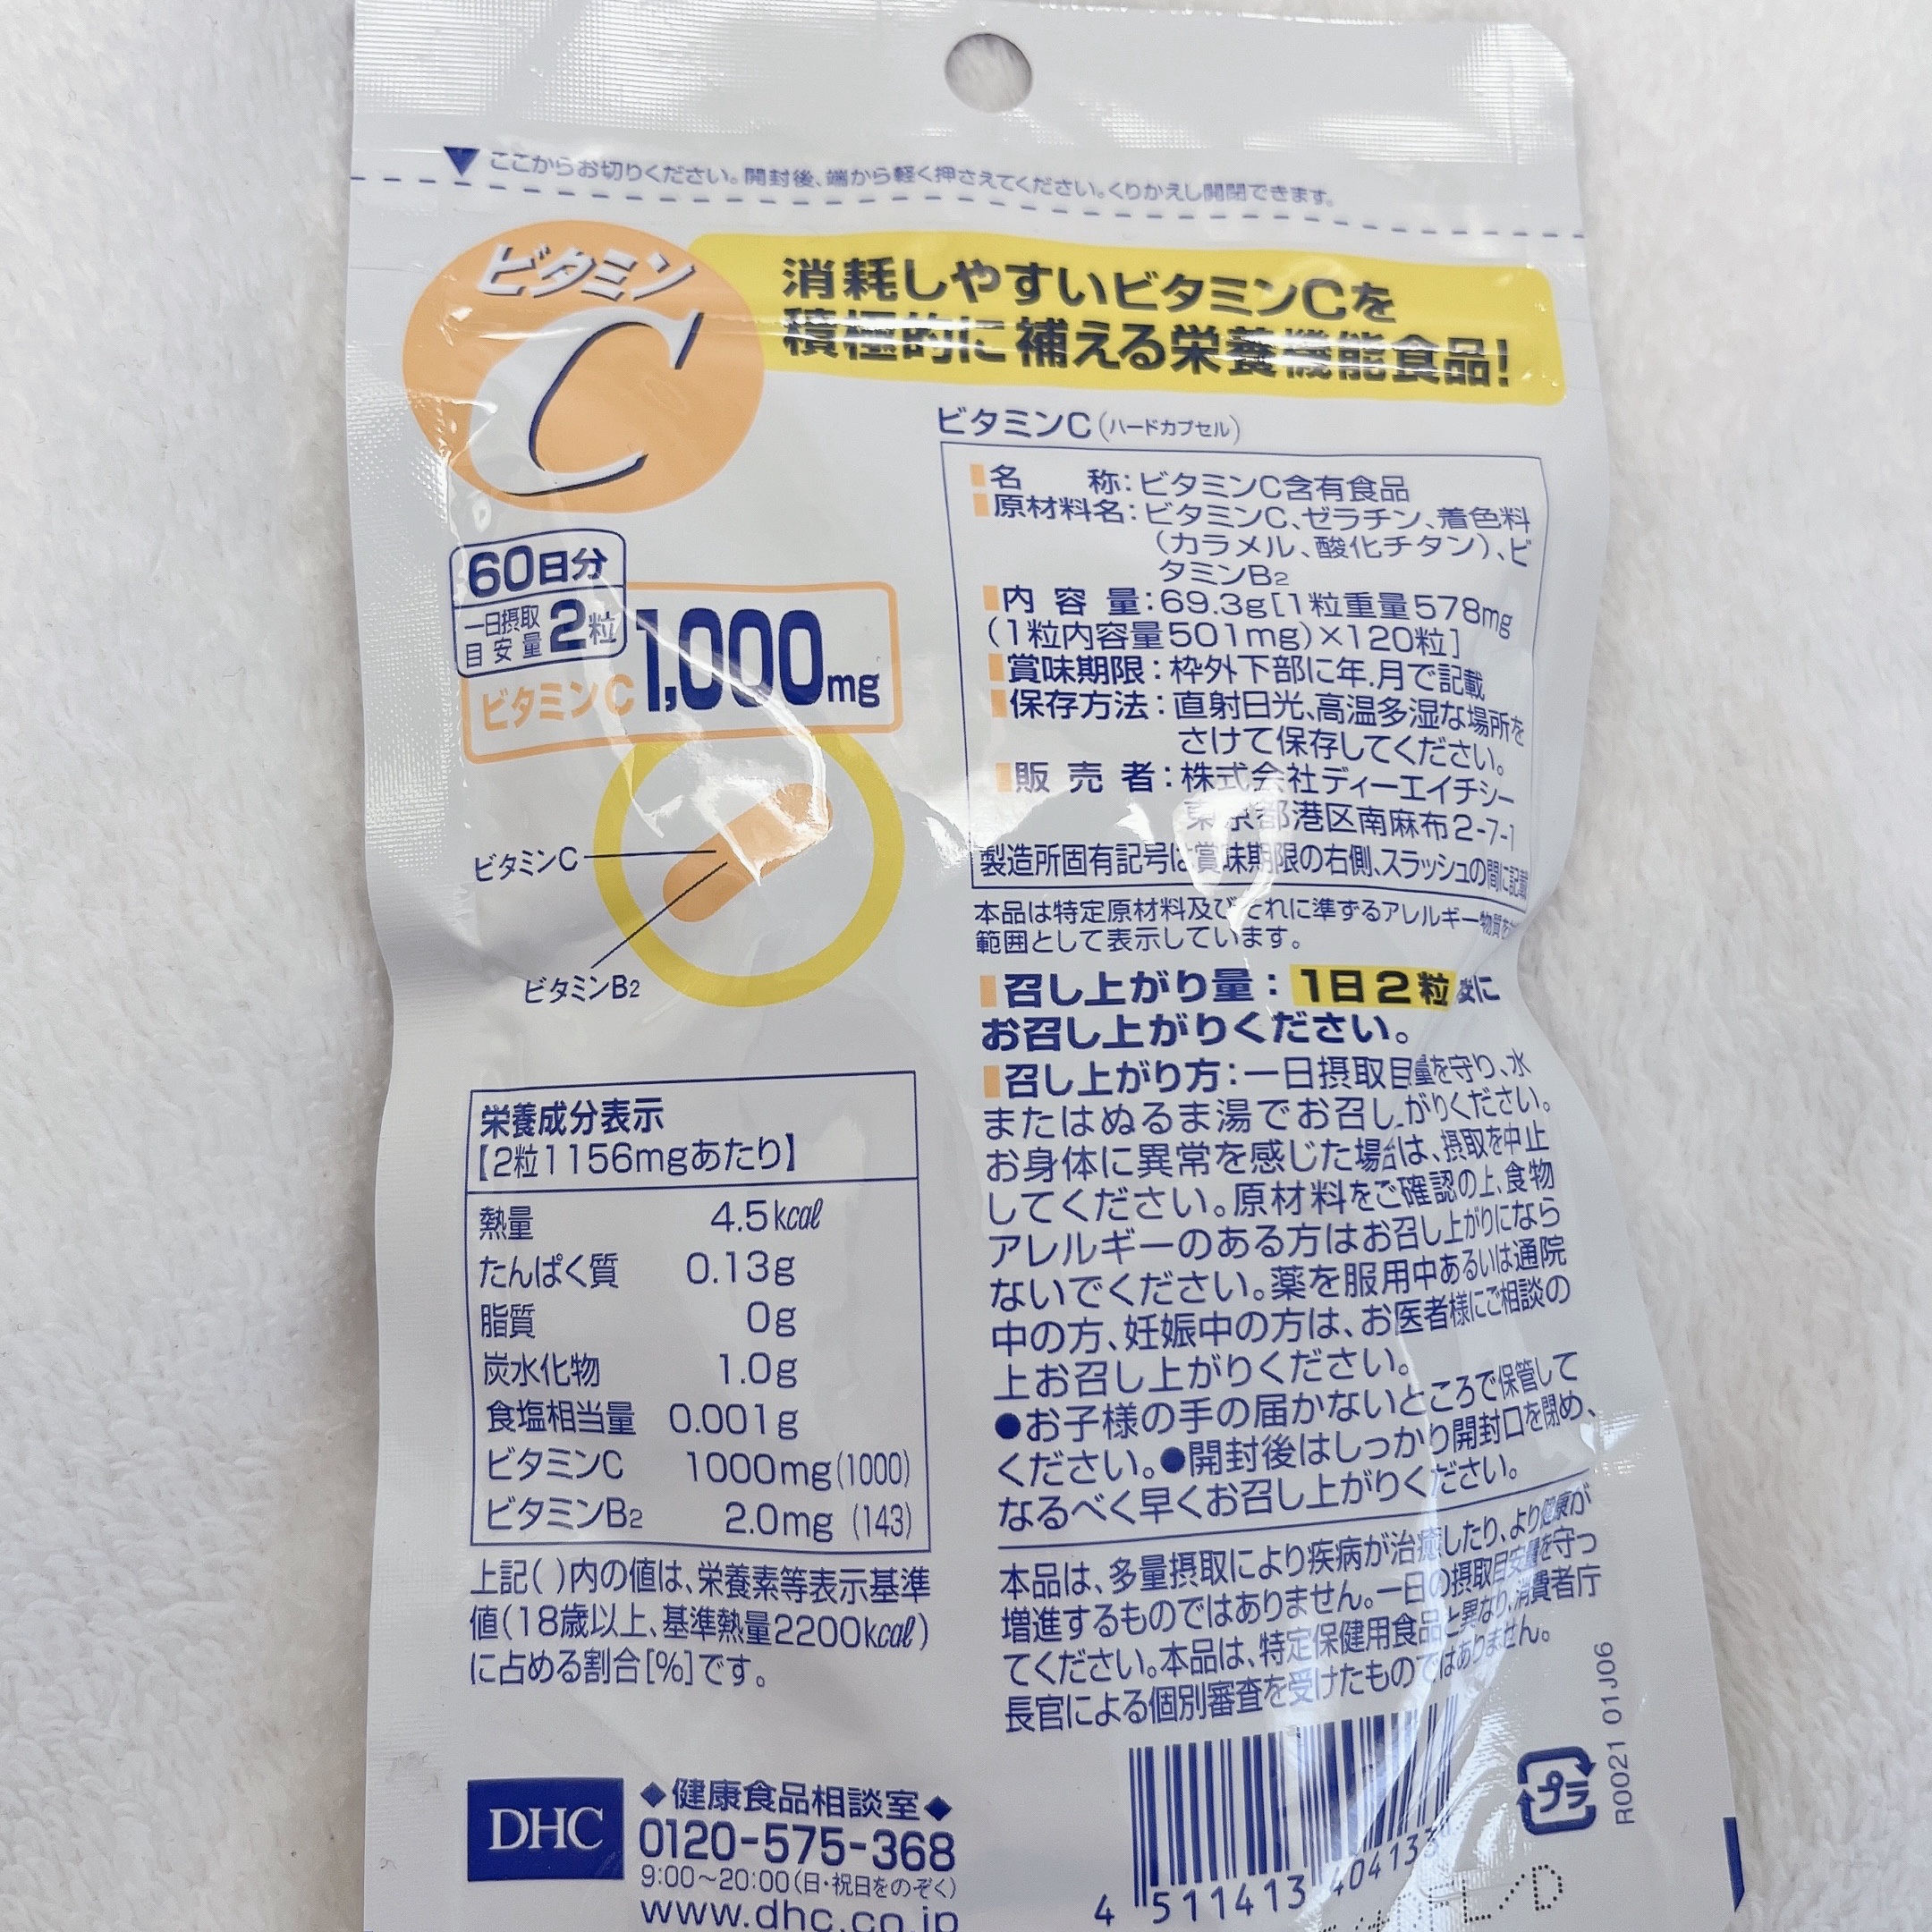 ▼ここからお切りください。開封後、端から軽く押さえてください。くりかえし開閉できます。
ビタミン
C
消耗しやすいビタミンCを
積極的に補える栄養機能食品!
60日分
一日摂取
目安量
2粒
ビタミンC 1,000mg
ビタミンC
ビタミンB2
栄養成分表示
【2粒1156mgあたり】
熱量 4.5kcal
たんぱく質 0.13g
脂質 0g
炭水化物 1.0g
食塩相当量 0.001g
ビタミンC 1000mg(1000)
ビタミンB2 2.0mg (143)
上記( )内の値は、栄養素等表示基準
値(18歳以上、基準熱量2200kcal)
に占める割合[%]です。
ビタミンC(ハードカプセル)
名称:ビタミンC含有食品
原材料名:ビタミンC、ゼラチン、着色料
(カラメル、酸化チタン)、ビ
タミンB2
内容量:69.3g[1粒重量578mg
(1粒内容量501mg)×120粒]
賞味期限:枠外下部に年.月で記載
保存方法:直射日光、高温多湿な場所を
さけて保存してください。
販売者:株式会社ディーエイチシー
東京都港区南麻布2-7-1
製造所固有記号は賞味期限の右側、スラッシュの間に記載
本品は特定原材料及びそれに準ずるアレルギー物質を
範囲として表示しています。
召し上がり量:1日2粒 に
お召し上がりください。
召し上がり方:一日摂取目量を守り、水
またはぬるま湯でお召し がりください。
お身体に異常を感じた場合は、摂取を中止
してください。原材料をご確認の上、食物
アレルギーのある方はお召し上がりになら
ないでください。薬を服用中あるいは通院
中の方、妊娠中の方は、お医者様にご相談の
上お召し上がりください。
●お子様の手の届かないところで保管して
ください。●開封後はしっかり開封口を閉め、
なるべく早くお召し上がりください。
本品は、多量摂取により疾病が治癒したり、より健康が
増進するものではありません。一日の摂取目安量を守っ
てください。本品は、特定保健用食品と異なり、消費者庁
長官による個別審査を受けたものではありません。
DHC
◆健康食品相談室◆
0120-575-368
9:00～20:00(日・祝日をのぞく)
www.dhc.co.jp
4 511413 404133
プラ
R0021 01J06
FL/D